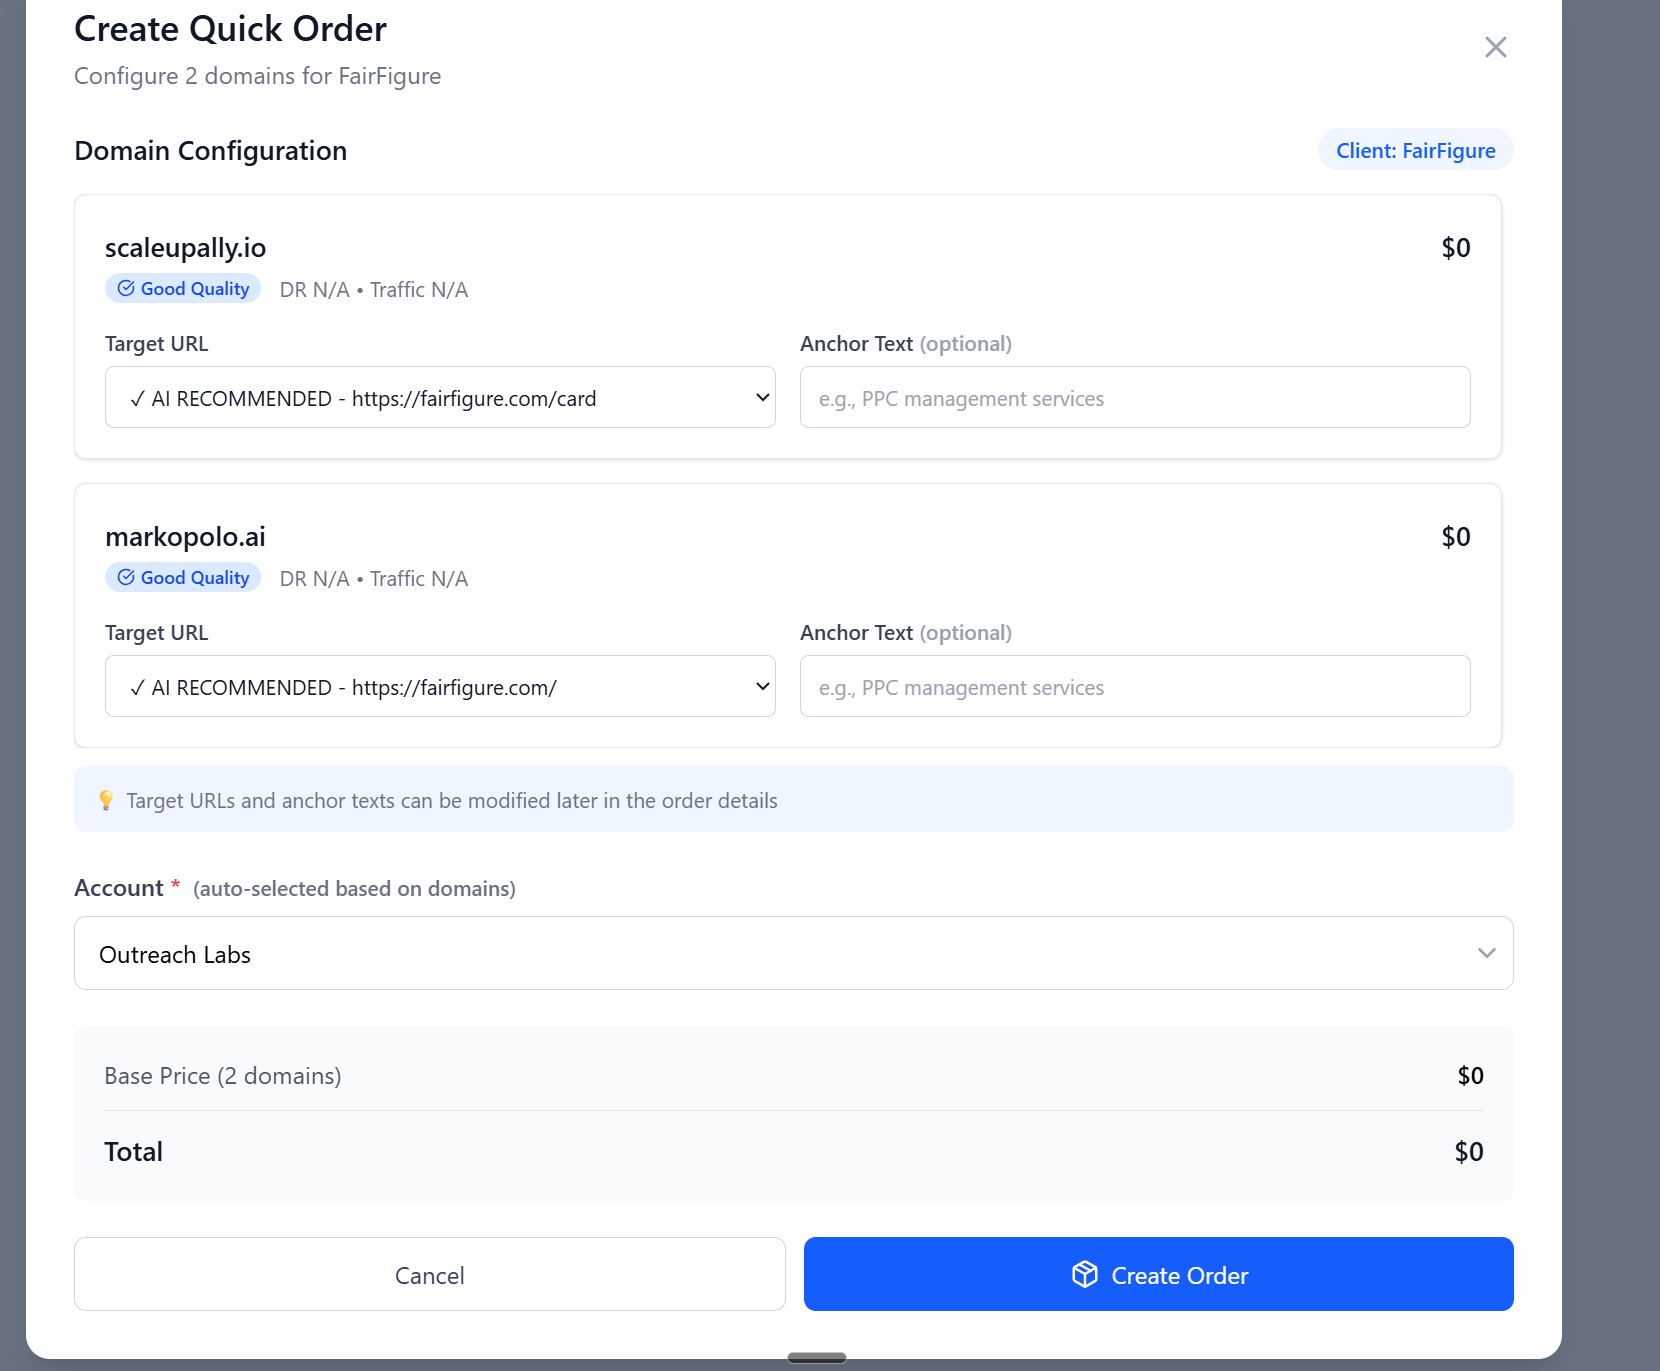 Create Quick Order
Configure 2 domains for FairFigure
Domain Configuration
Client: FairFigure
scaleupally.io
$0
Good Quality
DR N/A • Traffic N/A
Target URL
Anchor Text (optional)
✓ AI RECOMMENDED - https://fairfigure.com/card
e.g., PPC management services
markopolo.ai
$0
Good Quality
DR N/A • Traffic N/A
Target URL
Anchor Text (optional)
✓ AI RECOMMENDED - https://fairfigure.com/
e.g., PPC management services
💡 Target URLs and anchor texts can be modified later in the order details
Account * (auto-selected based on domains)
Outreach Labs
Base Price (2 domains)
$0
Total
$0
Cancel
Create Order